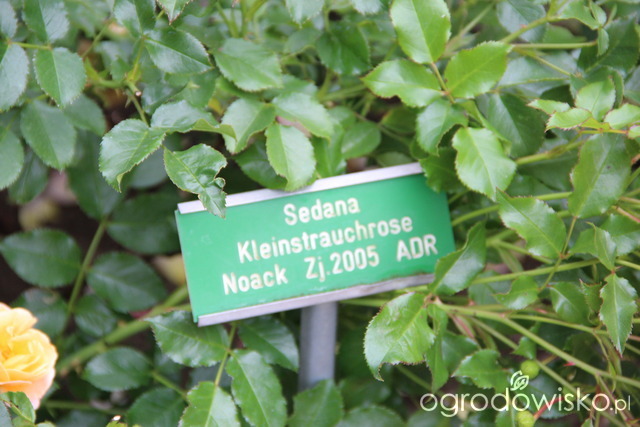 Sedana
Kleinstrauchrose
Noack Zj.2005 ADR
ogrodowisko.pl